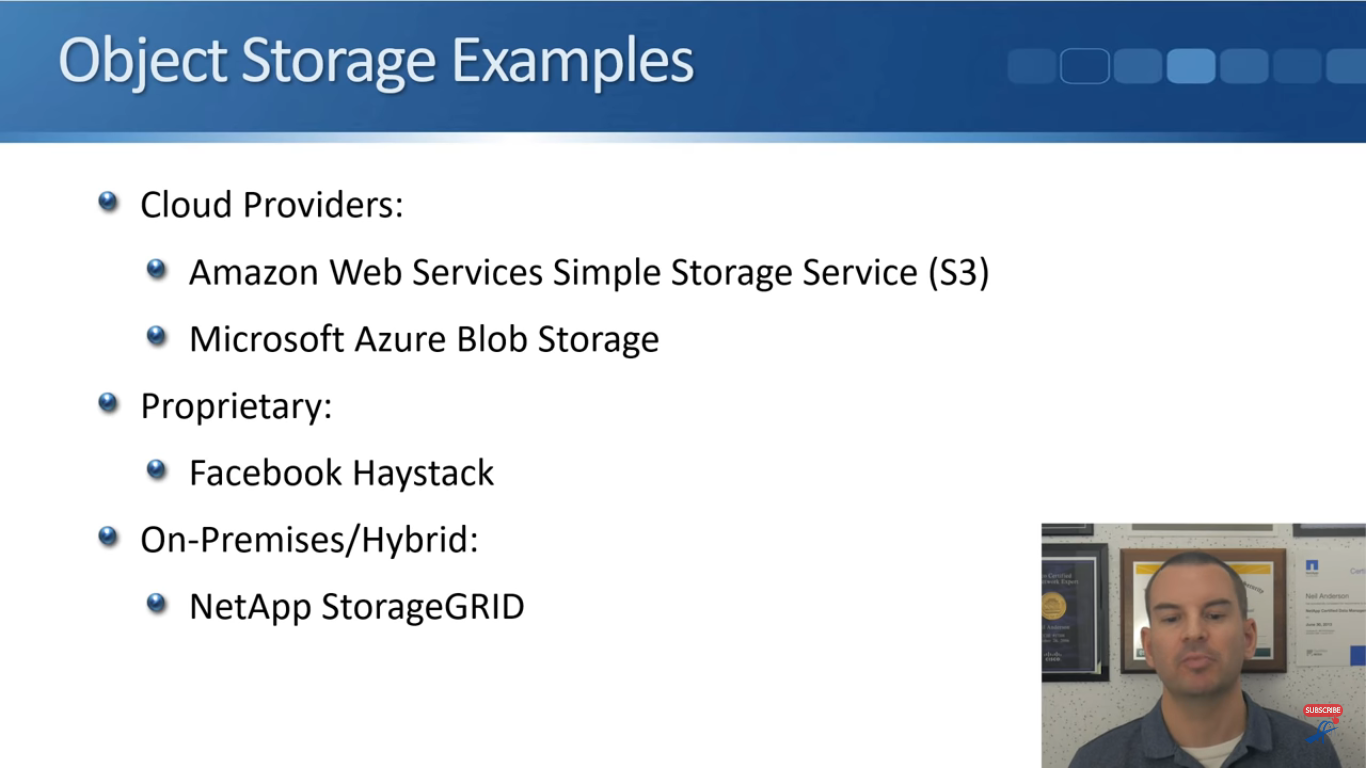 Object Storage Examples
Cloud Providers:
Amazon Web Services Simple Storage Service (S3)
Microsoft Azure Blob Storage
Proprietary:
Facebook Haystack
On-Premises/Hybrid:
NetApp StorageGRID
Neil Anderson
SUBSCRIBE